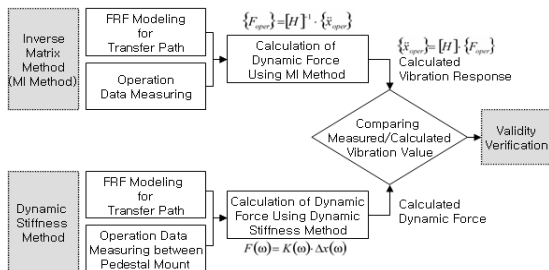 Inverse
Matrix
Method
(MI Method)
FRF Modeling
for
Transfer Path
Operation
Data Measuring
{F_oper}=[H]⁻¹·{ẍ_oper}
Calculation of
Dynamic Force
Using MI Method
{ẍ_oper}=[H]·{F_oper}
Calculated
Vibration Response
Comparing
Measured/Calculated
Vibration Value
Validity
Verification
Dynamic
Stiffness
Method
FRF Modeling
for
Transfer Path
Operation Data
Measuring between
Pedestal Mount
Calculation of Dynamic
Force Using Dynamic
Stiffness Method
F(ω)=K(ω)·Δx(ω)
Calculated
Dynamic Force